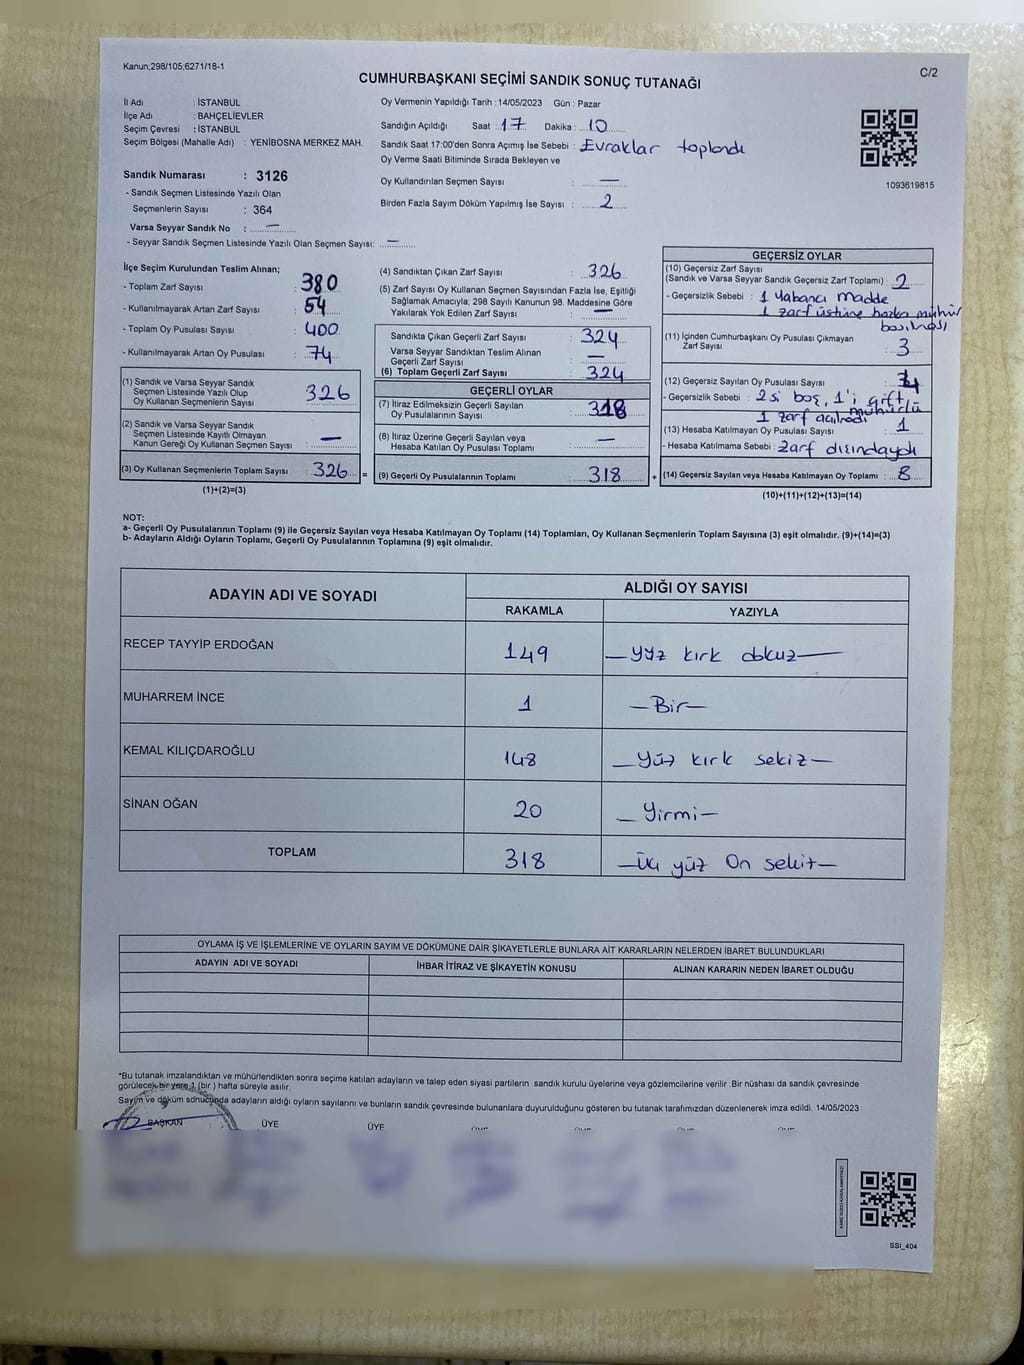 Kanun;298/105;6271/18-1
C/2
CUMHURBAŞKANI SEÇİMİ SANDIK SONUÇ TUTANAĞI
İl Adı : İSTANBUL
İlçe Adı : BAHÇELİEVLER
Seçim Çevresi : İSTANBUL
Seçim Bölgesi (Mahalle Adı) : YENİBOSNA MERKEZ MAH.
Sandık Numarası : 3126
- Sandık Seçmen Listesinde Yazılı Olan
Seçmenlerin Sayısı : 364
Varsa Seyyar Sandık No : —
- Seyyar Sandık Seçmen Listesinde Yazılı Olan Seçmen Sayısı: —
Oy Vermenin Yapıldığı Tarih : 14/05/2023 Gün : Pazar
Sandığın Açıldığı Saat : 17 Dakika : 10
Sandık Saat 17:00'den Sonra Açımış İse Sebebi : Evraklar toplandı
Oy Verme Saati Bitiminde Sırada Bekleyen ve
Oy Kullandırılan Seçmen Sayısı : —
Birden Fazla Sayım Döküm Yapılmış İse Sayısı : 2
1093619815
İlçe Seçim Kurulundan Teslim Alınan;
- Toplam Zarf Sayısı : 380
- Kullanılmayarak Artan Zarf Sayısı : 54
- Toplam Oy Pusulası Sayısı : 400
- Kullanılmayarak Artan Oy Pusulası : 74
(1) Sandık ve Varsa Seyyar Sandık
Seçmen Listesinde Yazılı Olup
Oy Kullanan Seçmenlerin Sayısı : 326
(2) Sandık ve Varsa Seyyar Sandık
Seçmen Listesinde Kayıtlı Olmayan
Kanun Gereği Oy Kullanan Seçmen Sayısı : —
(3) Oy Kullanan Seçmenlerin Toplam Sayısı : 326 =
(1)+(2)=(3)
(4) Sandıktan Çıkan Zarf Sayısı : 326
(5) Zarf Sayısı Oy Kullanan Seçmen Sayısından Fazla İse, Eşitliği
Sağlamak Amacıyla; 298 Sayılı Kanunun 98. Maddesine Göre
Yakılarak Yok Edilen Zarf Sayısı : —
Sandıkta Çıkan Geçerli Zarf Sayısı : 324
Varsa Seyyar Sandıktan Teslim Alınan
Geçerli Zarf Sayısı : —
(6) Toplam Geçerli Zarf Sayısı : 324
GEÇERLİ OYLAR
(7) İtiraz Edilmeksizin Geçerli Sayılan
Oy Pusulalarının Sayısı : 318
(8) İtiraz Üzerine Geçerli Sayılan veya
Hesaba Katılan Oy Pusulası Toplamı : —
(9) Geçerli Oy Pusulalarının Toplamı : 318 +
GEÇERSİZ OYLAR
(10) Geçersiz Zarf Sayısı
(Sandık ve Varsa Seyyar Sandık Geçersiz Zarf Toplamı) : 2
- Geçersizlik Sebebi : 1 Yabancı madde
1 zarf üstüne başka mühür
basılması
(11) İçinden Cumhurbaşkanı Oy Pusulası Çıkmayan
Zarf Sayısı : 3
(12) Geçersiz Sayılan Oy Pusulası Sayısı :
- Geçersizlik Sebebi : 2si boş, 1'i çift
mühürlü
1 zarf açılmadı
(13) Hesaba Katılmayan Oy Pusulası Sayısı : 1
- Hesaba Katılmama Sebebi : Zarf dışındaydı
(14) Geçersiz Sayılan veya Hesaba Katılmayan Oy Toplamı : 8
(10)+(11)+(12)+(13)=(14)
NOT:
a- Geçerli Oy Pusulalarının Toplamı (9) ile Geçersiz Sayılan veya Hesaba Katılmayan Oy Toplamı (14) Toplamları, Oy Kullanan Seçmenlerin Toplam Sayısına (3) eşit olmalıdır. (9)+(14)=(3)
b- Adayların Aldığı Oyların Toplamı, Geçerli Oy Pusulalarının Toplamına (9) eşit olmalıdır.
ADAYIN ADI VE SOYADI
ALDIĞI OY SAYISI
RAKAMLA YAZIYLA
RECEP TAYYİP ERDOĞAN 149 — yüz kırk dokuz —
MUHARREM İNCE 1 — Bir —
KEMAL KILIÇDAROĞLU 148 — Yüz kırk sekiz —
SİNAN OĞAN 20 — Yirmi —
TOPLAM 318 — Üç yüz On sekiz —
OYLAMA İŞ VE İŞLEMLERİNE VE OYLARIN SAYIM VE DÖKÜMÜNE DAİR ŞİKAYETLERLE BUNLARA AİT KARARLARIN NELERDEN İBARET BULUNDUKLARI
ADAYIN ADI VE SOYADI İHBAR İTİRAZ VE ŞİKAYETİN KONUSU ALINAN KARARIN NEDEN İBARET OLDUĞU
*Bu tutanak imzalandıktan ve mühürlendikten sonra seçime katılan adayların ve talep eden siyasi partilerin sandık kurulu üyelerine veya gözlemcilerine verilir. Bir nüshası da sandık çevresinde
görülecek bir yere 1 (bir ) hafta süreyle asılır.
Sayım ve döküm sonucunda adayların aldığı oyların sayılarını ve bunların sandık çevresinde bulunanlara duyurulduğunu gösteren bu tutanak tarafımızdan düzenlenerek imza edildi. 14/05/2023
BAŞKAN ÜYE ÜYE
SSI_404